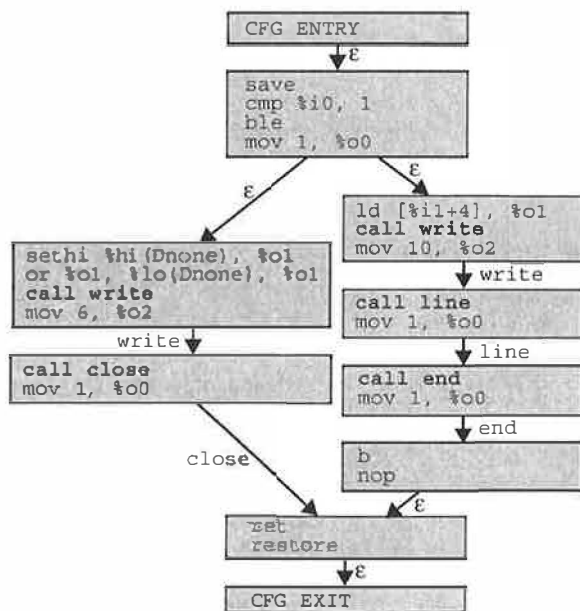 CFG ENTRY
ε
save
cmp %i0, 1
ble
mov 1, %o0
ε
ε
sethi %hi(Dnone), %o1
or %o1, %lo(Dnone), %o1
call write
mov 6, %o2
write
call close
mov 1, %o0
close
ld [%i1+4], %o1
call write
mov 10, %o2
write
call line
mov 1, %o0
line
call end
mov 1, %o0
end
b
nop
ε
ret
restore
ε
CFG EXIT